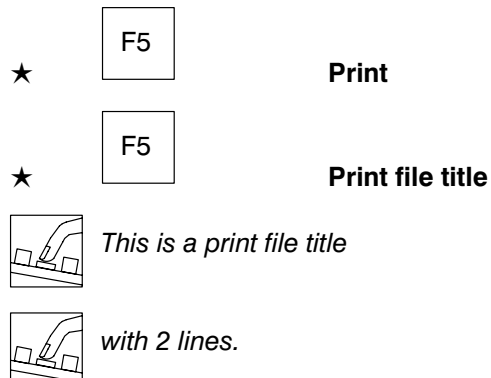 F5
★ Print
F5
★ Print file title
This is a print file title
with 2 lines.